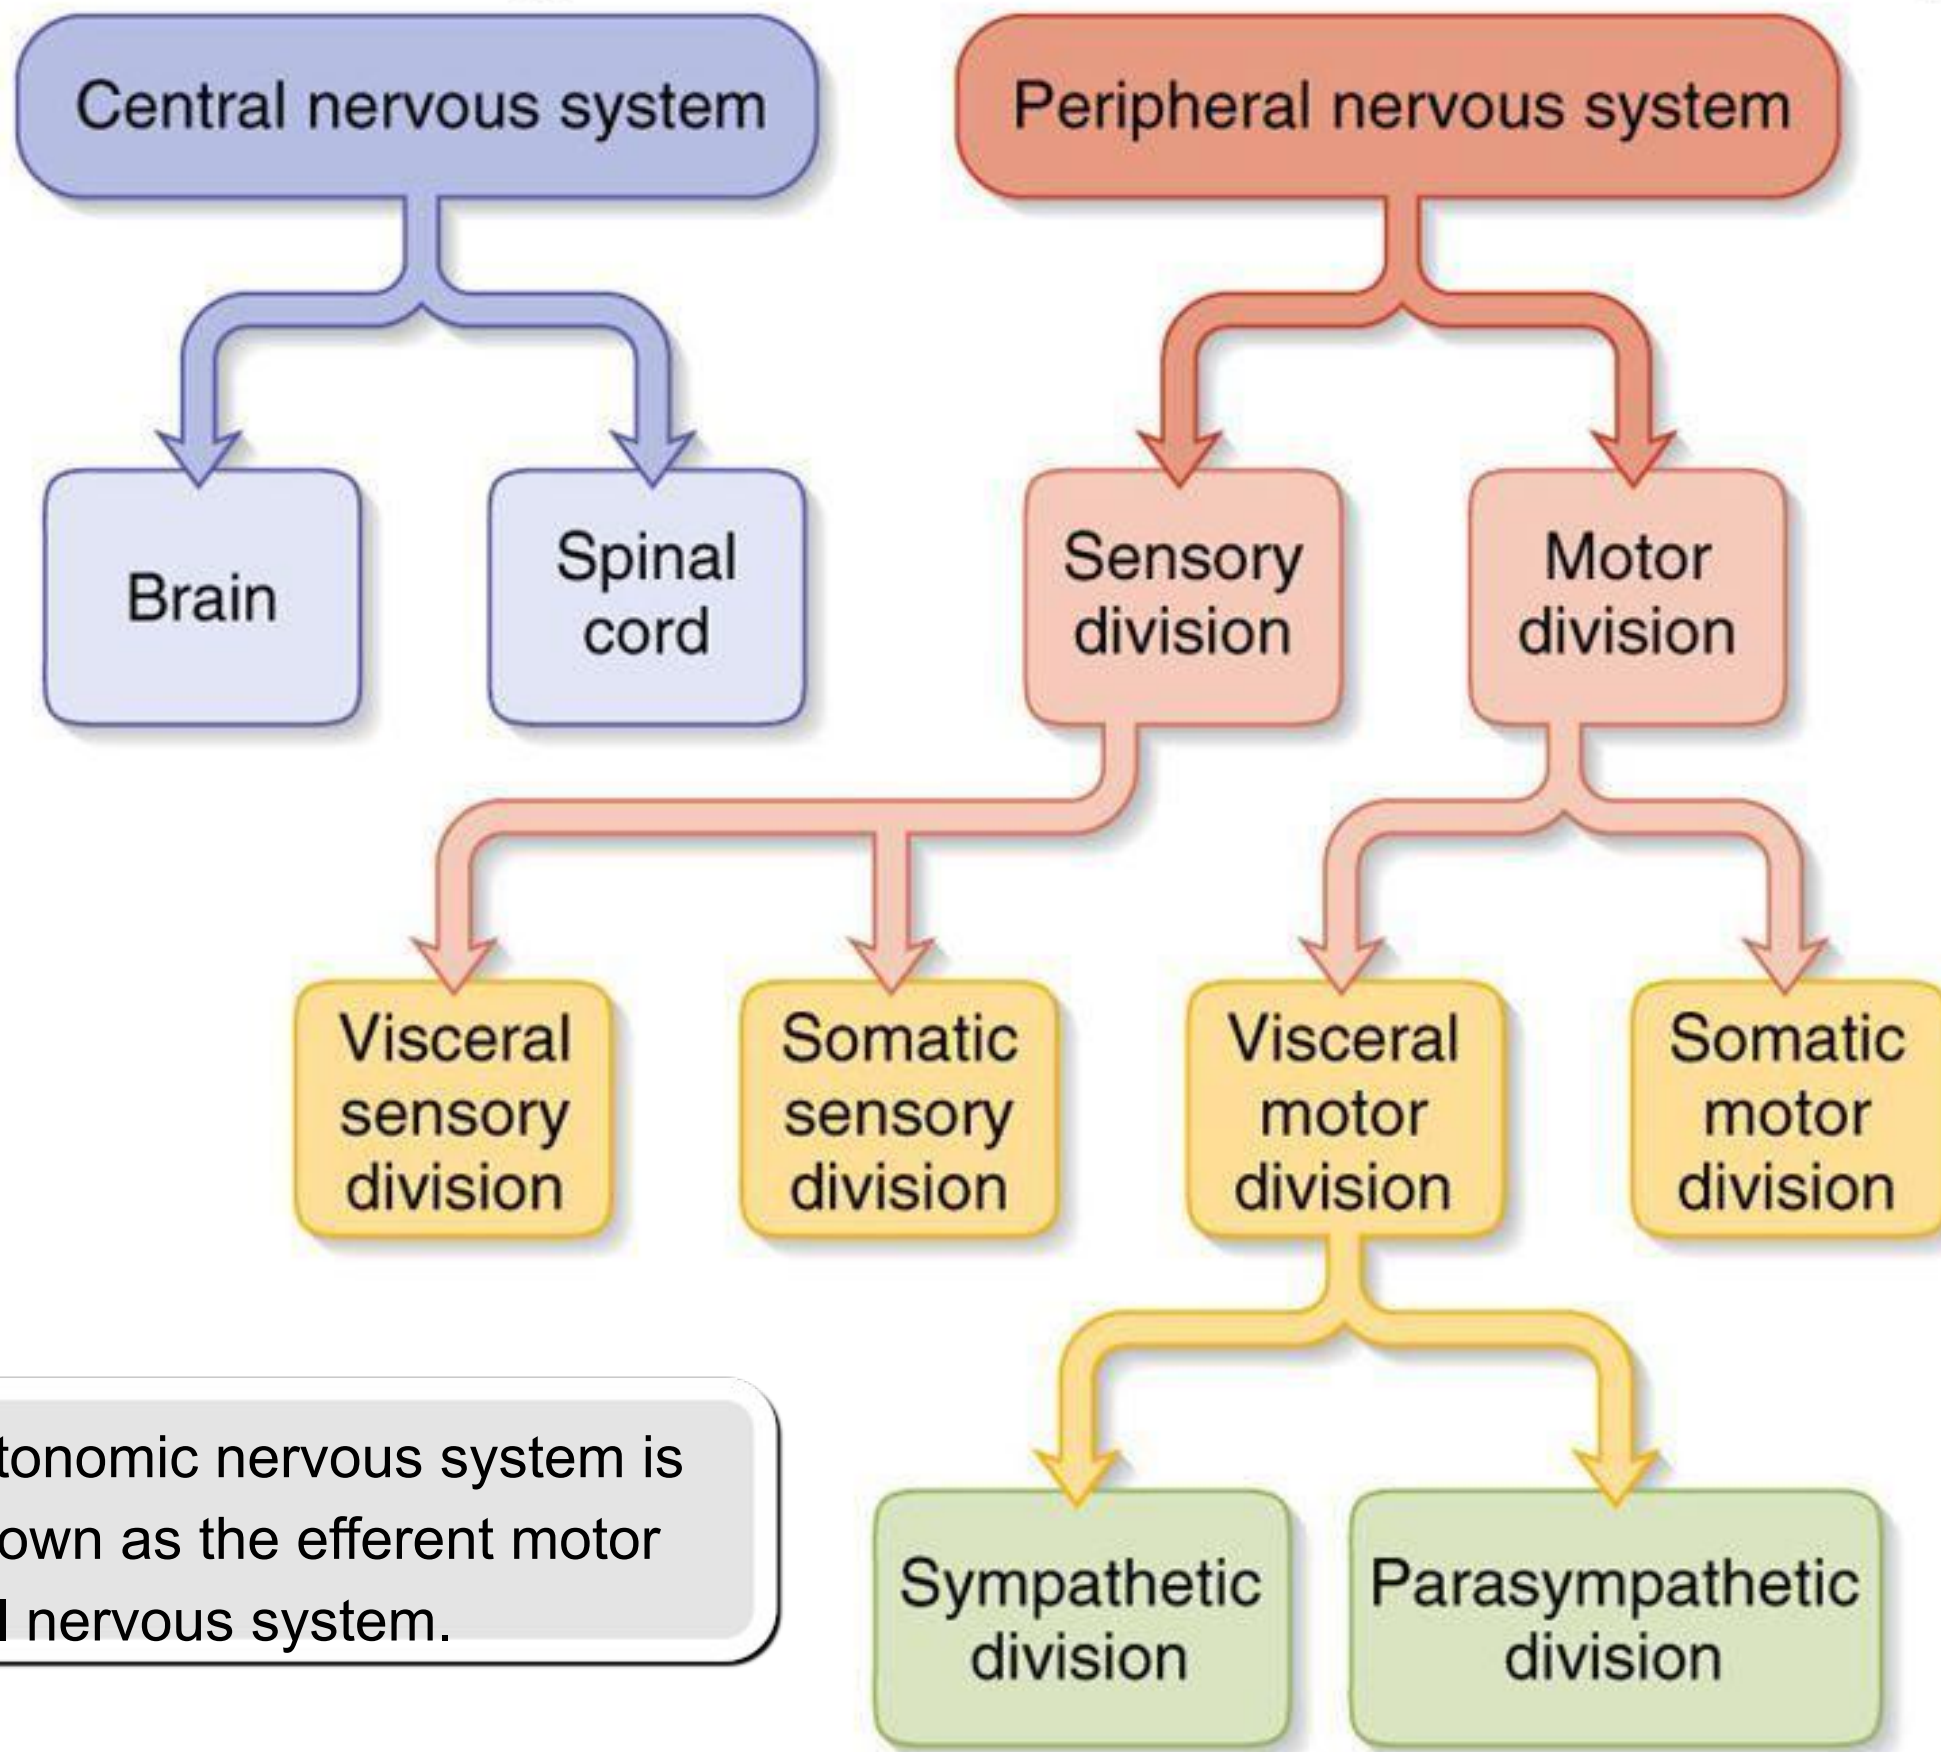 Central nervous system
Peripheral nervous system
Brain
Spinal
cord
Sensory
division
Motor
division
Visceral
sensory
division
Somatic
sensory
division
Visceral
motor
division
Somatic
motor
division
tonomic nervous system is
own as the efferent motor
nervous system.
Sympathetic
division
Parasympathetic
division